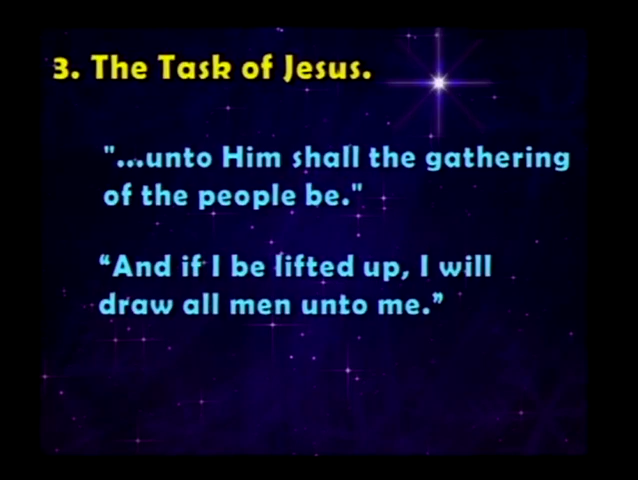 3. The Task of Jesus.
"...unto Him shall the gathering
of the people be."
“And if I be lifted up, I will
draw all men unto me.”